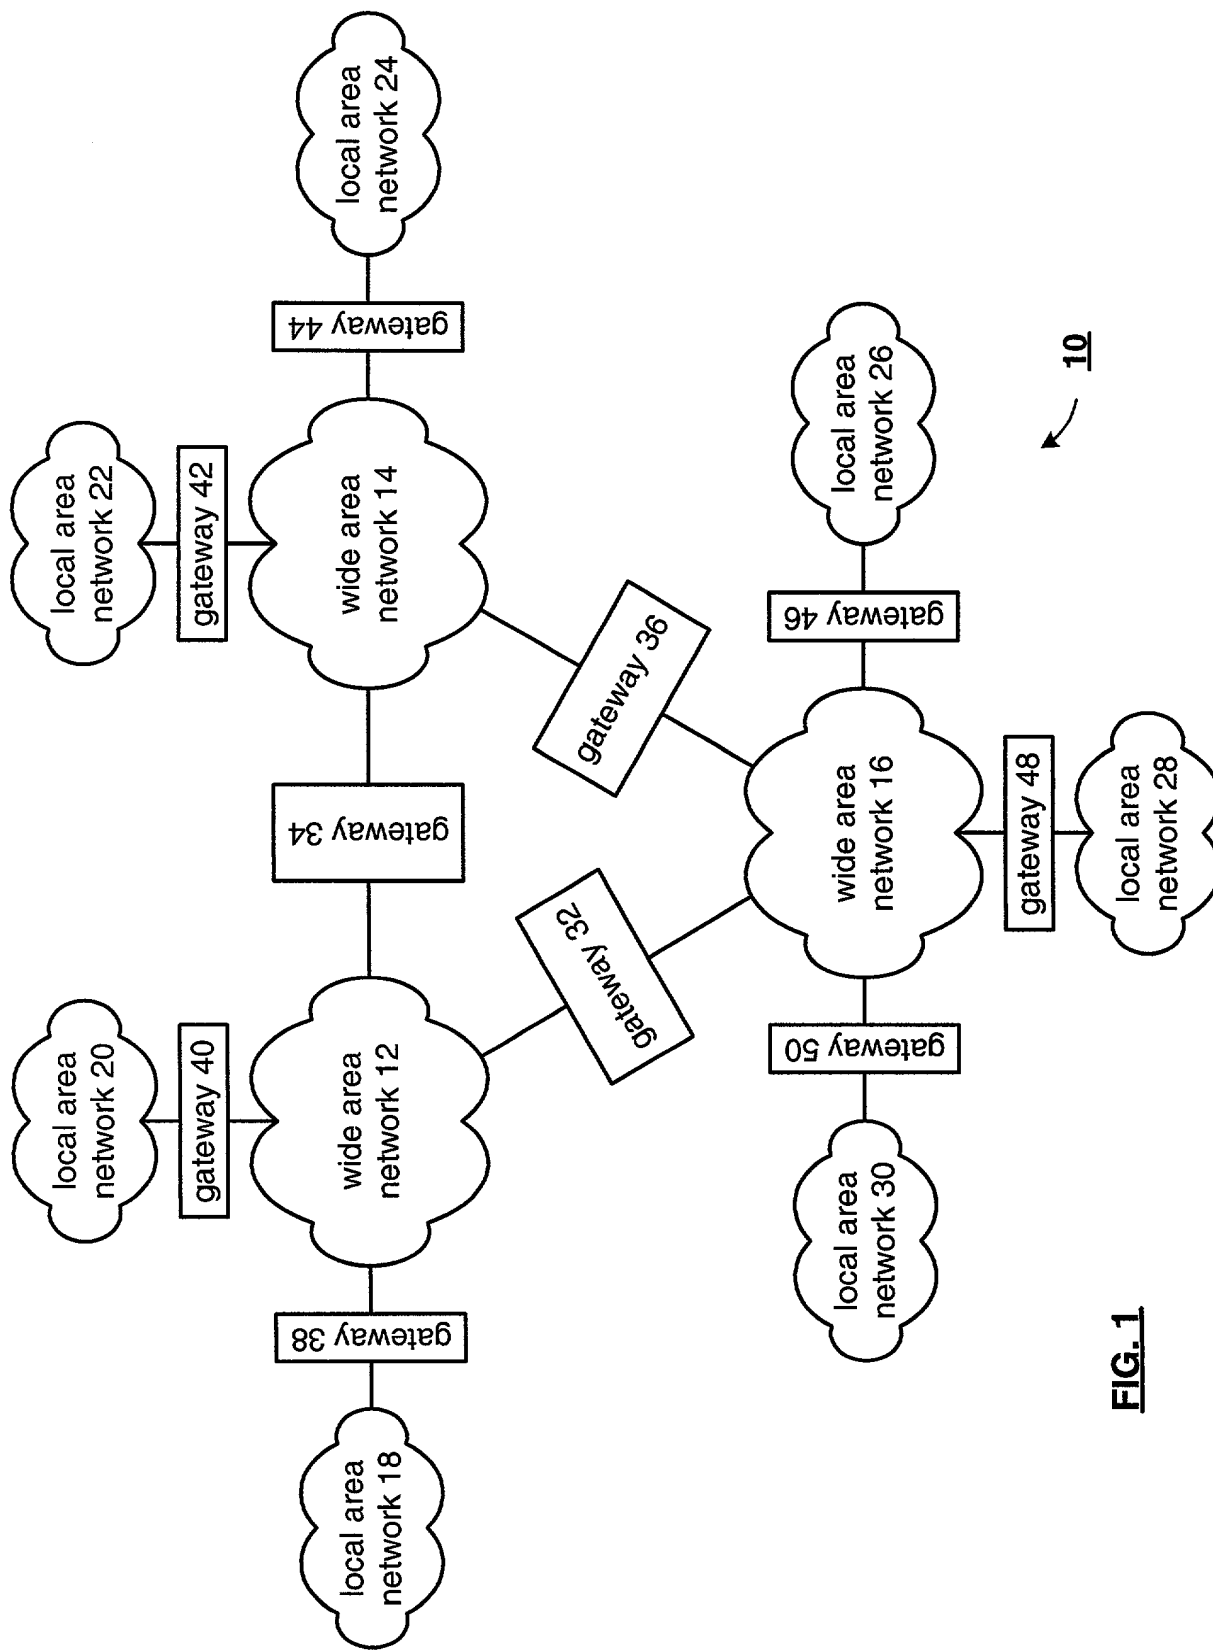 local area
network 20
local area
network 22
gateway 40
gateway 42
local area
network 18
gateway 38
wide area
network 12
gateway 34
wide area
network 14
gateway 44
local area
network 24
gateway 32
gateway 36
local area
network 30
gateway 50
wide area
network 16
gateway 46
local area
network 26
gateway 48
local area
network 28
10
FIG. 1